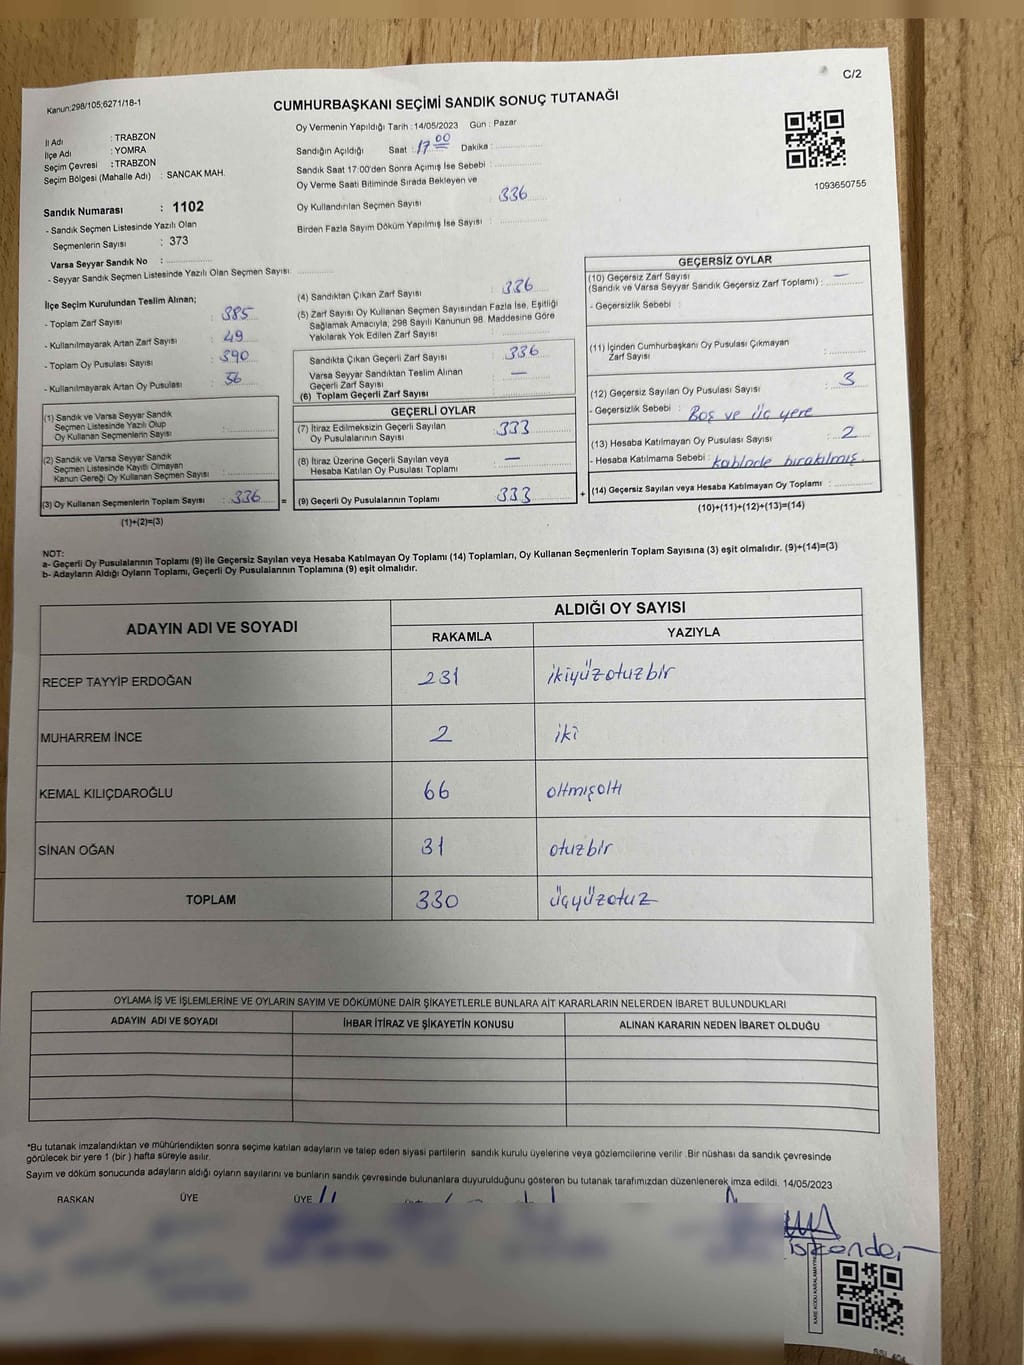 C/2
Kanun;298/105;6271/18-1
CUMHURBAŞKANI SEÇİMİ SANDIK SONUÇ TUTANAĞI
İl Adı : TRABZON
İlçe Adı : YOMRA
Seçim Çevresi : TRABZON
Seçim Bölgesi (Mahalle Adı) : SANCAK MAH.
Sandık Numarası : 1102
- Sandık Seçmen Listesinde Yazılı Olan
Seçmenlerin Sayısı : 373
Varsa Seyyar Sandık No :
- Seyyar Sandık Seçmen Listesinde Yazılı Olan Seçmen Sayısı:
Oy Vermenin Yapıldığı Tarih : 14/05/2023 Gün : Pazar
Sandığın Açıldığı Saat : 17 00 Dakika :
Sandık Saat 17:00'den Sonra Açımış İse Sebebi :
Oy Verme Saati Bitiminde Sırada Bekleyen ve
Oy Kullandırılan Seçmen Sayısı : 336
Birden Fazla Sayım Döküm Yapılmış İse Sayısı :
1093650755
İlçe Seçim Kurulundan Teslim Alınan;
- Toplam Zarf Sayısı : 385
- Kullanılmayarak Artan Zarf Sayısı : 49
- Toplam Oy Pusulası Sayısı : 390
- Kullanılmayarak Artan Oy Pusulası : 56
(1) Sandık ve Varsa Seyyar Sandık
Seçmen Listesinde Yazılı Olup
Oy Kullanan Seçmenlerin Sayısı :
(2) Sandık ve Varsa Seyyar Sandık
Seçmen Listesinde Kayıtlı Olmayan
Kanun Gereği Oy Kullanan Seçmen Sayısı :
(3) Oy Kullanan Seçmenlerin Toplam Sayısı : 336 =
(1)+(2)=(3)
(4) Sandıktan Çıkan Zarf Sayısı : 336
(5) Zarf Sayısı Oy Kullanan Seçmen Sayısından Fazla İse, Eşitliği
Sağlamak Amacıyla, 298 Sayılı Kanunun 98. Maddesine Göre
Yakılarak Yok Edilen Zarf Sayısı :
Sandıkta Çıkan Geçerli Zarf Sayısı : 336
Varsa Seyyar Sandıktan Teslim Alınan
Geçerli Zarf Sayısı : —
(6) Toplam Geçerli Zarf Sayısı :
GEÇERLİ OYLAR
(7) İtiraz Edilmeksizin Geçerli Sayılan
Oy Pusulalarının Sayısı : 333
(8) İtiraz Üzerine Geçerli Sayılan veya
Hesaba Katılan Oy Pusulası Toplamı : —
(9) Geçerli Oy Pusulalarının Toplamı : 333 +
GEÇERSİZ OYLAR
(10) Geçersiz Zarf Sayısı
(Sandık ve Varsa Seyyar Sandık Geçersiz Zarf Toplamı) : —
- Geçersizlik Sebebi :
(11) İçinden Cumhurbaşkanı Oy Pusulası Çıkmayan
Zarf Sayısı :
(12) Geçersiz Sayılan Oy Pusulası Sayısı : 3
- Geçersizlik Sebebi : Boş ve üç yere
(13) Hesaba Katılmayan Oy Pusulası Sayısı : 2
- Hesaba Katılmama Sebebi : kabinde bırakılmış.
(14) Geçersiz Sayılan veya Hesaba Katılmayan Oy Toplamı :
(10)+(11)+(12)+(13)=(14)
NOT:
a- Geçerli Oy Pusulalarının Toplamı (9) ile Geçersiz Sayılan veya Hesaba Katılmayan Oy Toplamı (14) Toplamları, Oy Kullanan Seçmenlerin Toplam Sayısına (3) eşit olmalıdır. (9)+(14)=(3)
b- Adayların Aldığı Oyların Toplamı, Geçerli Oy Pusulalarının Toplamına (9) eşit olmalıdır.
ADAYIN ADI VE SOYADI
ALDIĞI OY SAYISI
RAKAMLA YAZIYLA
RECEP TAYYİP ERDOĞAN 231 ikiyüzotuzbir
MUHARREM İNCE 2 iki
KEMAL KILIÇDAROĞLU 66 altmışaltı
SİNAN OĞAN 31 otuzbir
TOPLAM 330 üçyüzotuz
OYLAMA İŞ VE İŞLEMLERİNE VE OYLARIN SAYIM VE DÖKÜMÜNE DAİR ŞİKAYETLERLE BUNLARA AİT KARARLARIN NELERDEN İBARET BULUNDUKLARI
ADAYIN ADI VE SOYADI İHBAR İTİRAZ VE ŞİKAYETİN KONUSU ALINAN KARARIN NEDEN İBARET OLDUĞU
*Bu tutanak imzalandıktan ve mühürlendikten sonra seçime katılan adayların ve talep eden siyasi partilerin sandık kurulu üyelerine veya gözlemcilerine verilir .Bir nüshası da sandık çevresinde
görülecek bir yere 1 (bir ) hafta süreyle asılır.
Sayım ve döküm sonucunda adayların aldığı oyların sayılarını ve bunların sandık çevresinde bulunanlara duyurulduğunu gösteren bu tutanak tarafımızdan düzenlenerek imza edildi. 14/05/2023
BAŞKAN ÜYE ÜYE
iskender